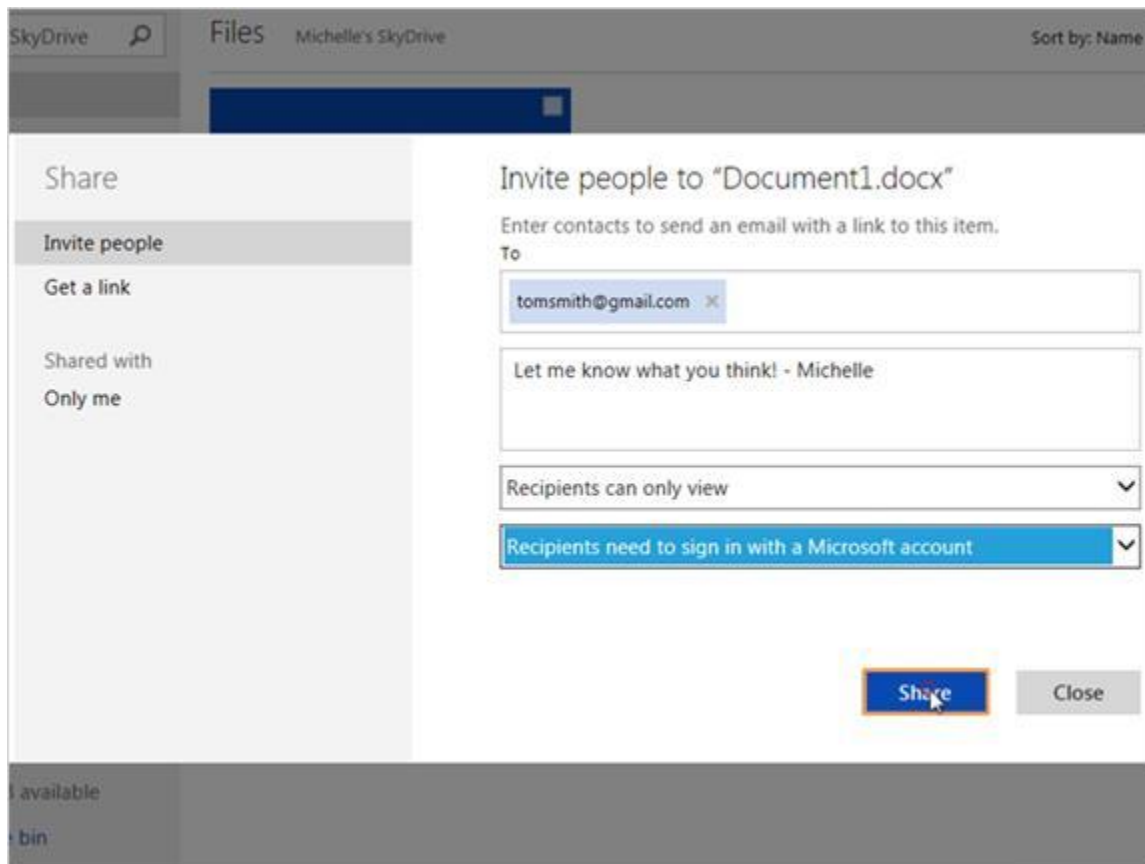 SkyDrive
Files Michelle's SkyDrive
Sort by: Name
Share
Invite people
Get a link
Shared with
Only me
Invite people to “Document1.docx”
Enter contacts to send an email with a link to this item.
To
tomsmith@gmail.com ×
Let me know what you think! - Michelle
Recipients can only view
Recipients need to sign in with a Microsoft account
Share
Close
available
bin